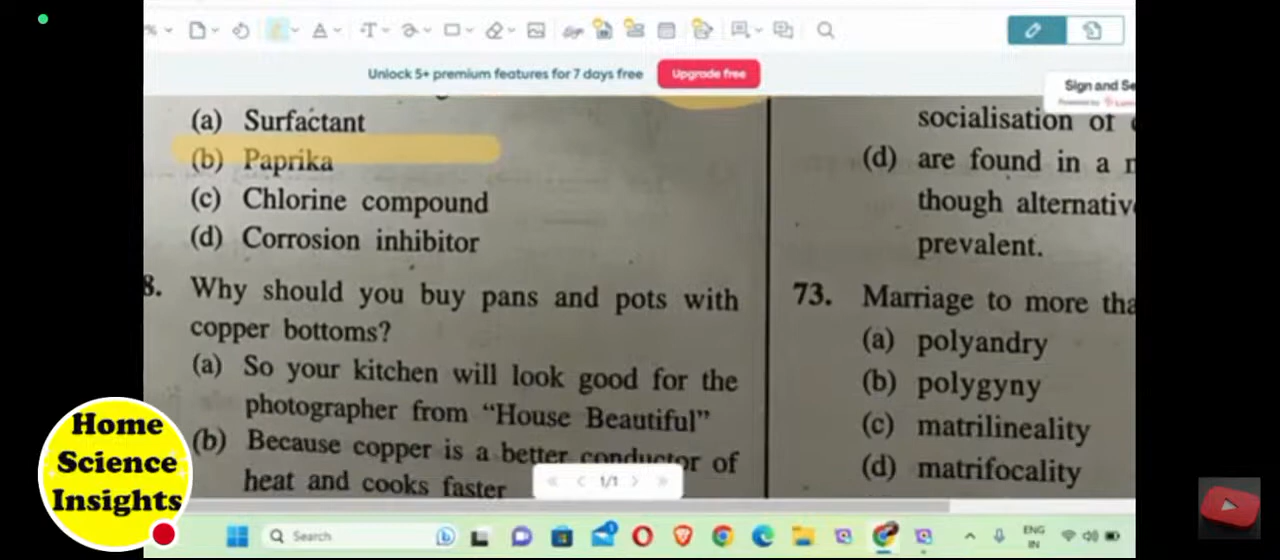 Unlock 5+ premium features for 7 days free
Upgrade free
Sign and Se
(a) Surfactant
(b) Paprika
(c) Chlorine compound
(d) Corrosion inhibitor
8. Why should you buy pans and pots with
copper bottoms?
(a) So your kitchen will look good for the
photographer from “House Beautiful”
(b) Because copper is a better conductor of
heat and cooks faster
socialisation of
(d) are found in a
though alternativ
prevalent.
73. Marriage to more tha
(a) polyandry
(b) polygyny
(c) matrilineality
(d) matrifocality
1/1
Home
Science
Insights
Search
ENG
IN